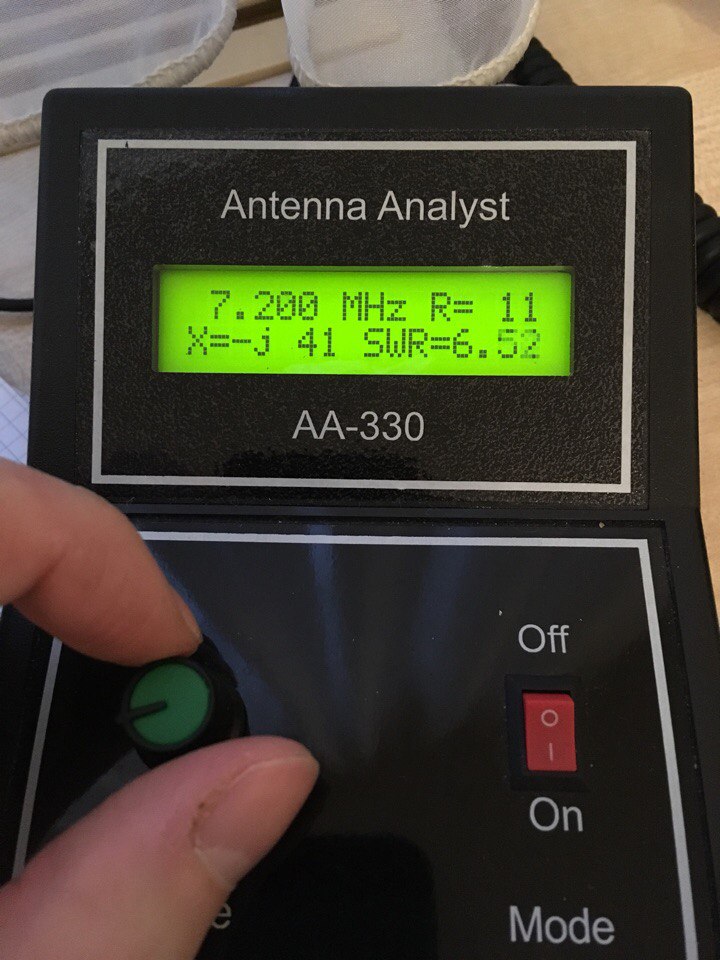 Antenna Analyst
7.200 MHz R= 11
X=-j 41 SWR=6.52
AA-330
Off
On
Mode